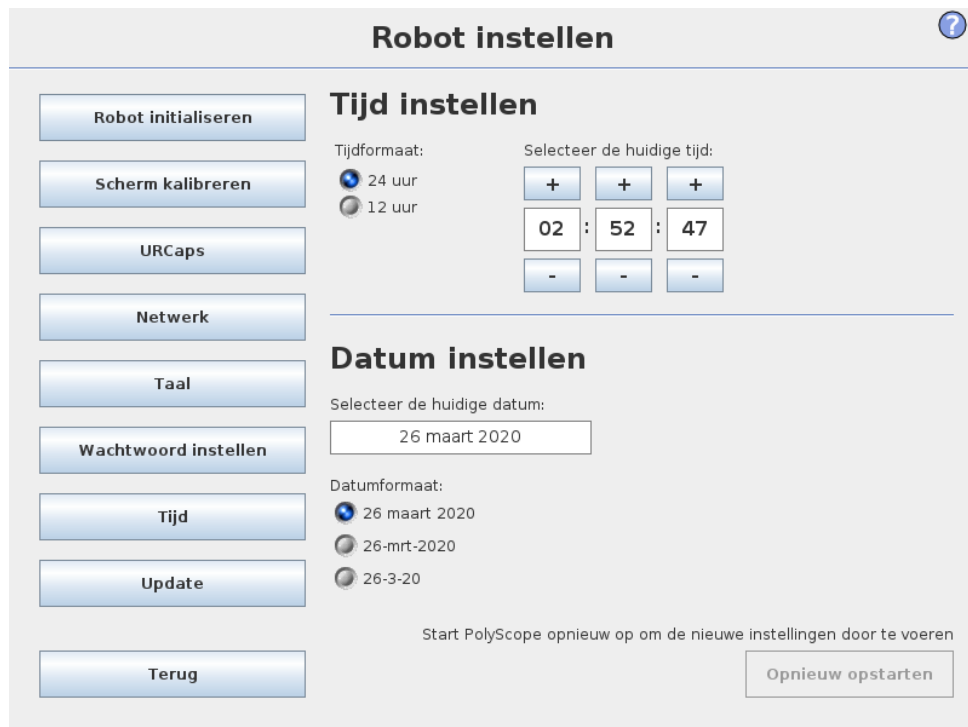 Robot instellen
?
Robot initialiseren
Scherm kalibreren
URCaps
Netwerk
Taal
Wachtwoord instellen
Tijd
Update
Terug
Tijd instellen
Tijdformaat:
24 uur
12 uur
Selecteer de huidige tijd:
+ + +
02 : 52 : 47
- - -
Datum instellen
Selecteer de huidige datum:
26 maart 2020
Datumformaat:
26 maart 2020
26-mrt-2020
26-3-20
Start PolyScope opnieuw op om de nieuwe instellingen door te voeren
Opnieuw opstarten